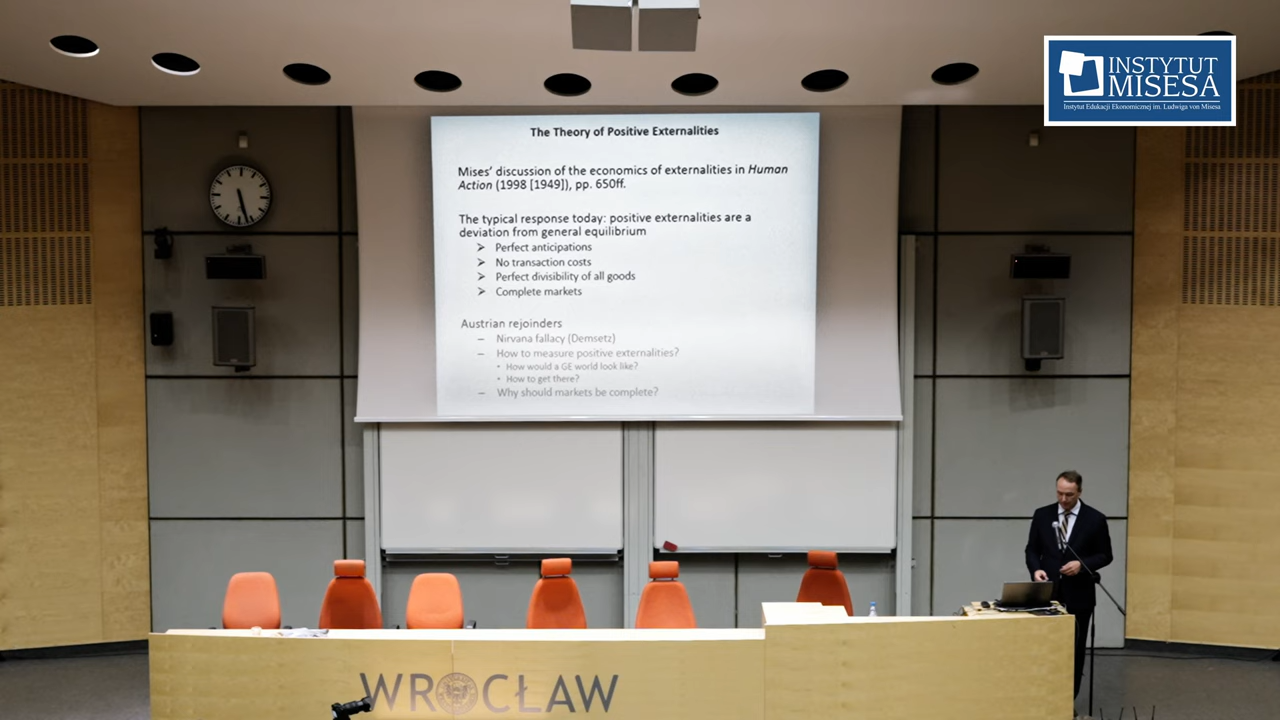 INSTYTUT
MISESA
Instytut Edukacji Ekonomicznej im. Ludwiga von Misesa
The Theory of Positive Externalities
Mises' discussion of the economics of externalities in Human
Action (1998 [1949]), pp. 650ff.
The typical response today: positive externalities are a
deviation from general equilibrium
➢ Perfect anticipations
➢ No transaction costs
➢ Perfect divisibility of all goods
➢ Complete markets
Austrian rejoinders
– Nirvana fallacy (Demsetz)
– How to measure positive externalities?
• How would a GE world look like?
• How to get there?
– Why should markets be complete?
WROCŁAW